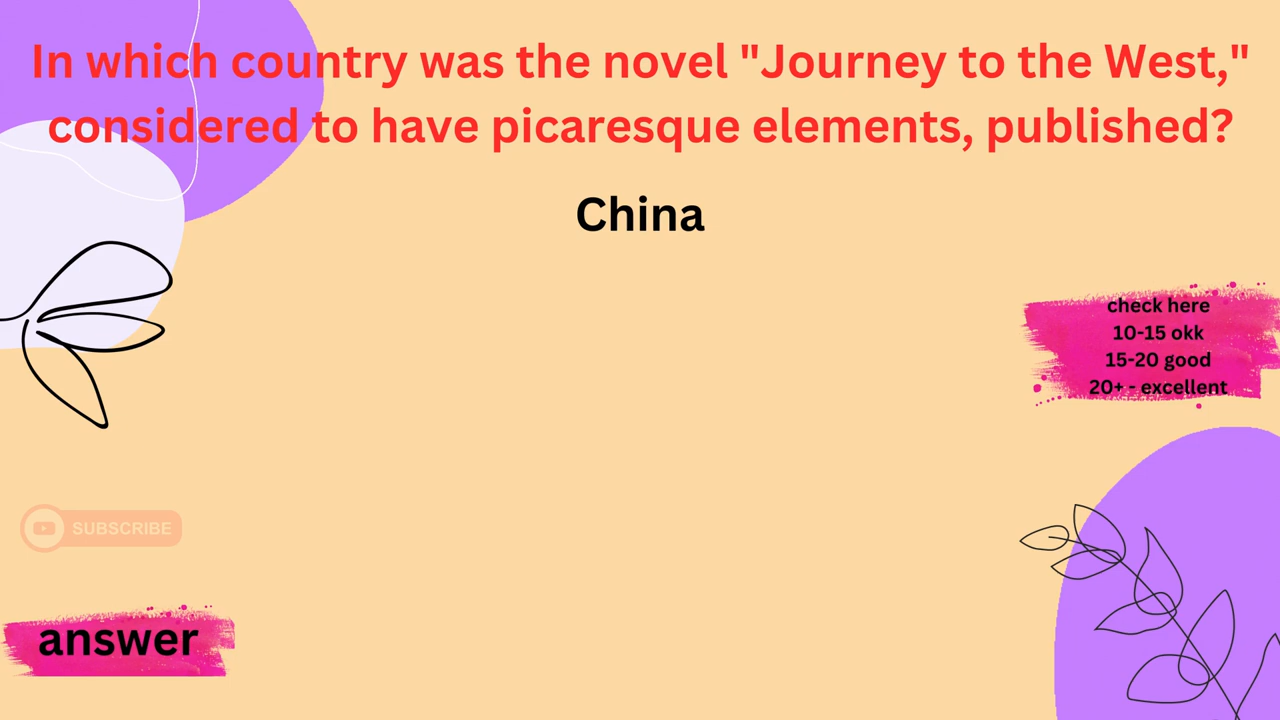 In which country was the novel "Journey to the West,"
considered to have picaresque elements, published?
China
check here
10-15 okk
15-20 good
20+ - excellent
SUBSCRIBE
answer